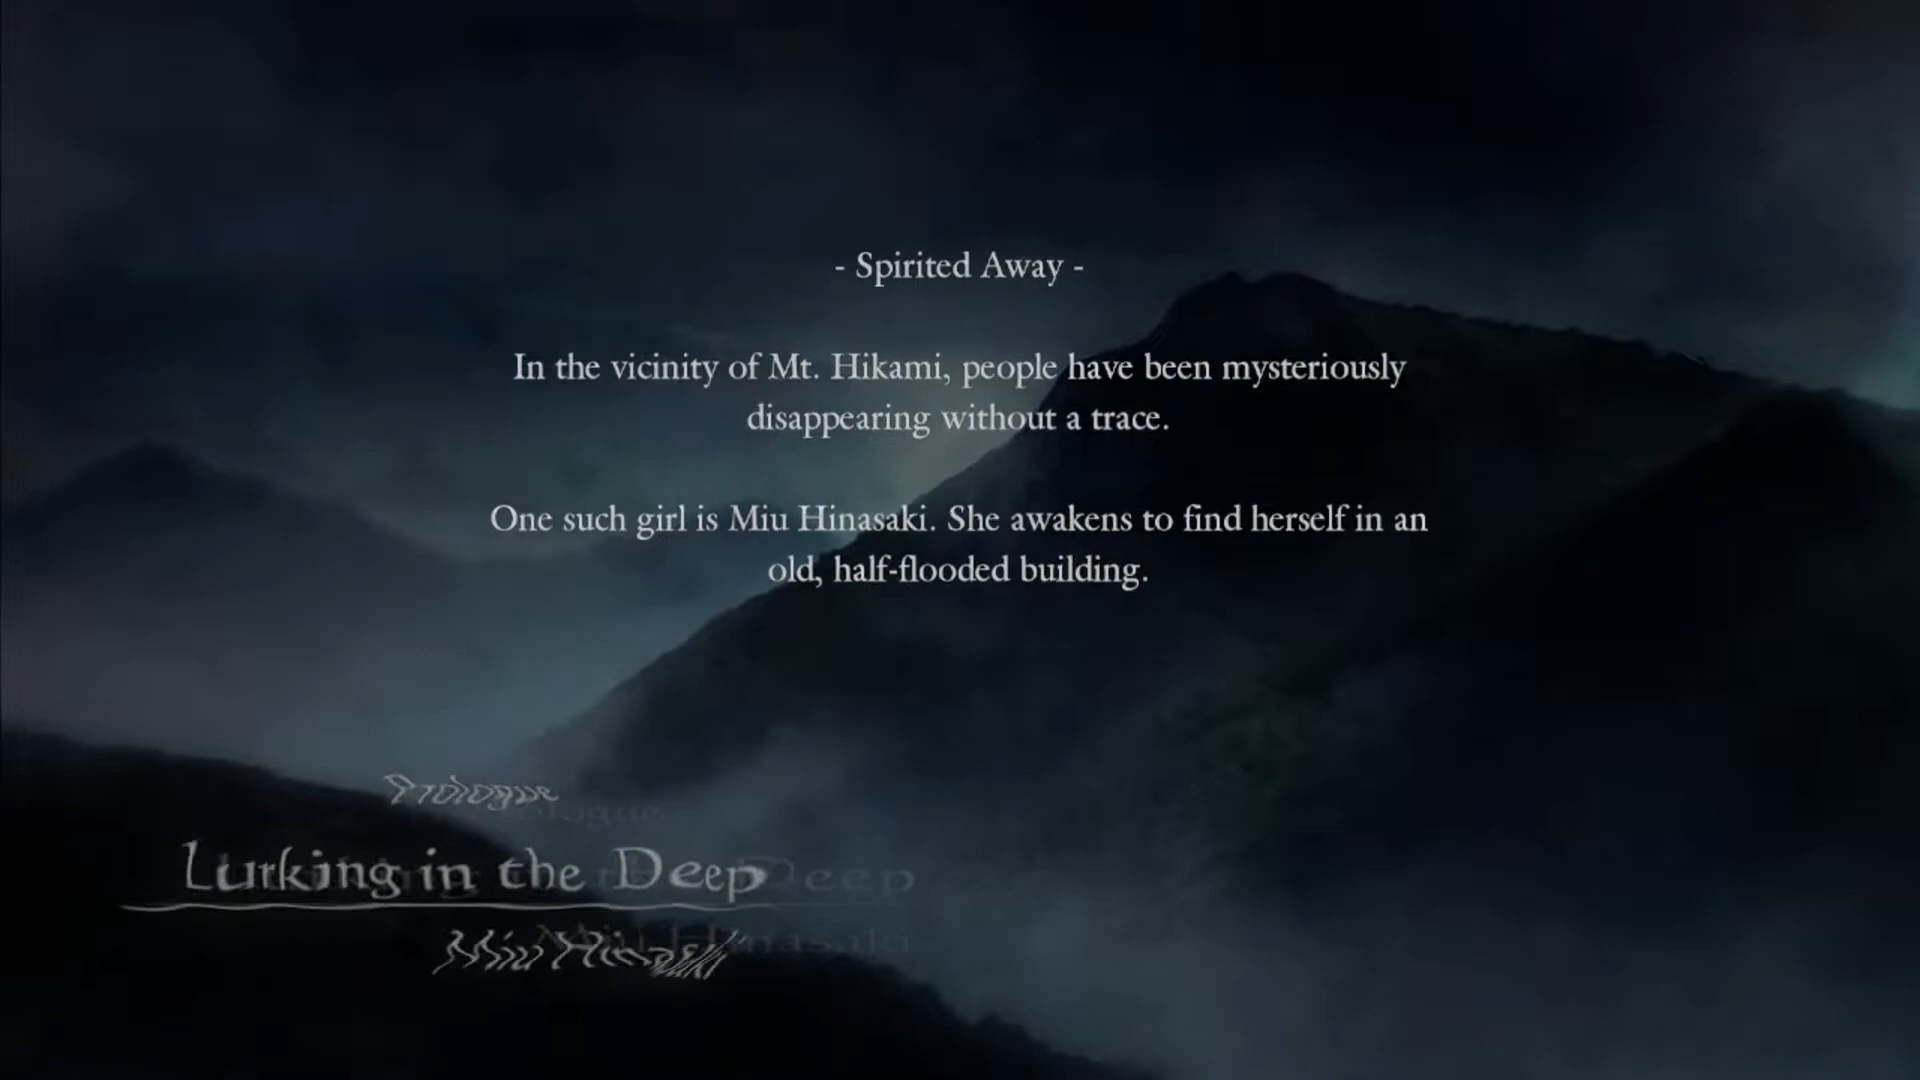 - Spirited Away -
In the vicinity of Mt. Hikami, people have been mysteriously
disappearing without a trace.
One such girl is Miu Hinasaki. She awakens to find herself in an
old, half-flooded building.
Prologue
Lurking in the Deep
Miu Hinasaki